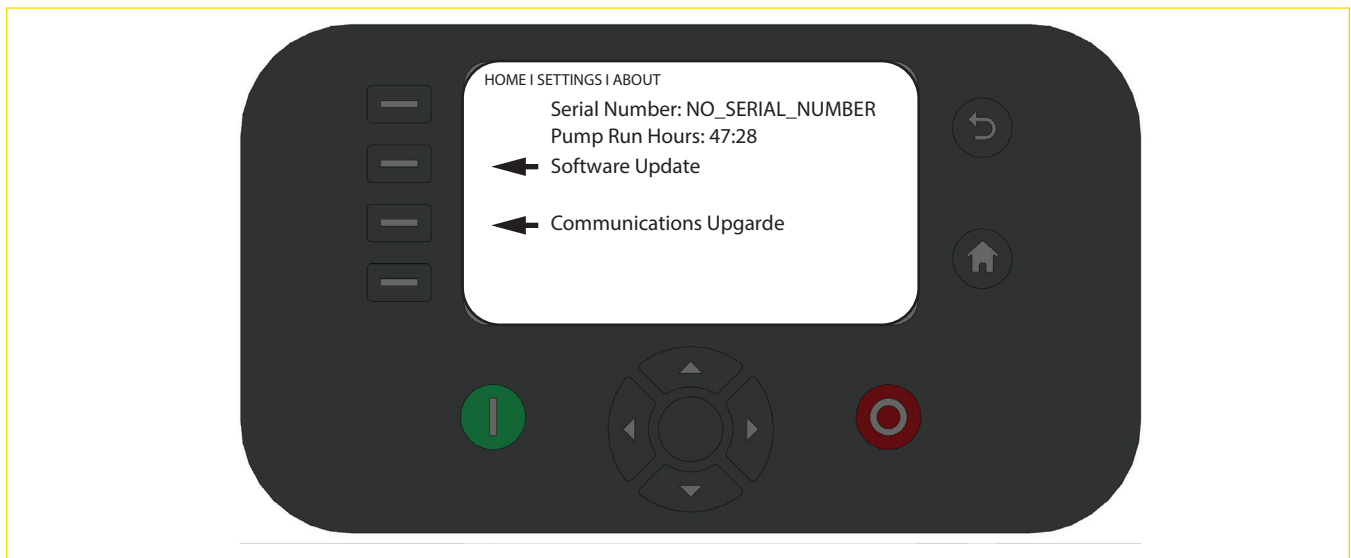 HOME I SETTINGS I ABOUT
Serial Number: NO_SERIAL_NUMBER
Pump Run Hours: 47:28
Software Update
Communications Upgarde